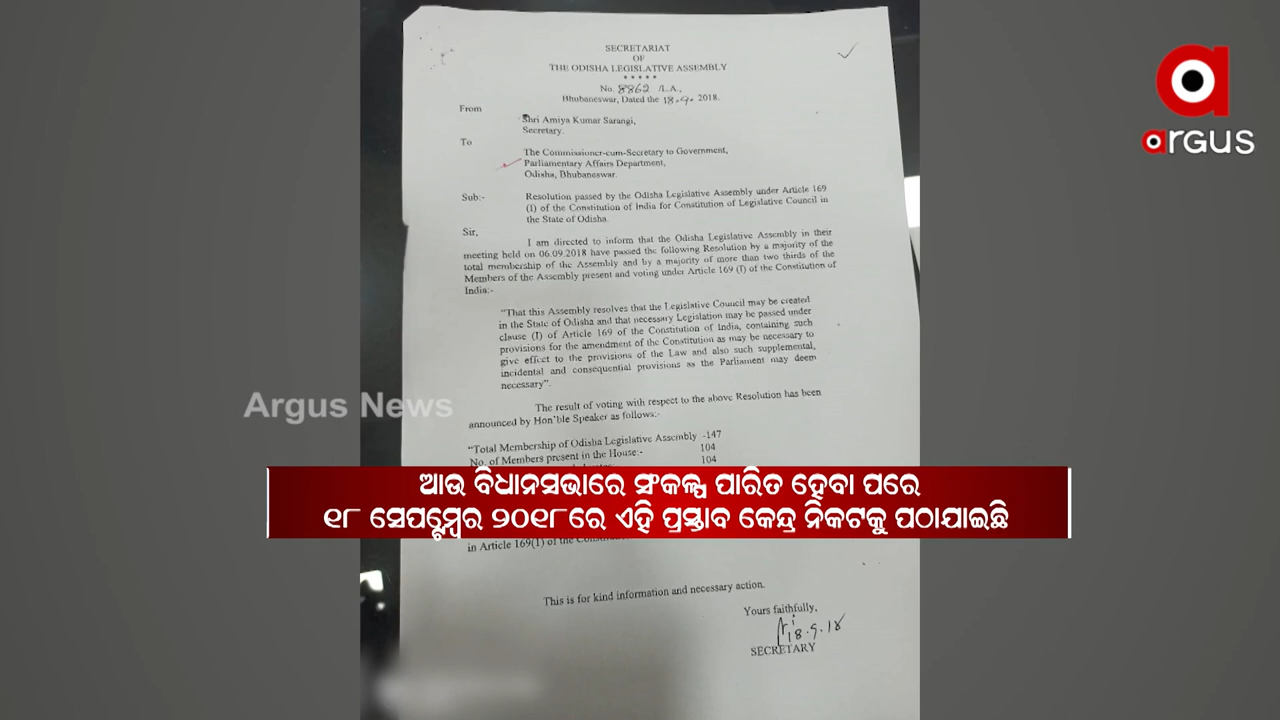 SECRETARIAT
OF
THE ODISHA LEGISLATIVE ASSEMBLY
*****
No. 8862 /L.A.,
Bhubaneswar, Dated the 18.9. 2018.
From
Shri Amiya Kumar Sarangi,
Secretary.
To
The Commissioner-cum-Secretary to Government,
Parliamentary Affairs Department,
Odisha, Bhubaneswar.
Sub:- Resolution passed by the Odisha Legislative Assembly under Article 169
(I) of the Constitution of India for Constitution of Legislative Council in
the State of Odisha.
Sir,
I am directed to inform that the Odisha Legislative Assembly in their
meeting held on 06.09.2018 have passed the following Resolution by a majority of the
total membership of the Assembly and by a majority of more than two thirds of the
Members of the Assembly present and voting under Article 169 (I) of the Constitution of
India:-
"That this Assembly resolves that the Legislative Council may be created
in the State of Odisha and that necessary Legislation may be passed under
clause (I) of Article 169 of the Constitution of India, containing such
provisions for the amendment of the Constitution as may be necessary to
give effect to the provisions of the Law and also such supplemental,
incidental and consequential provisions as the Parliament may deem
necessary".
The result of voting with respect to the above Resolution has been
announced by Hon'ble Speaker as follows:-
"Total Membership of Odisha Legislative Assembly -147
No. of Members present in the House:- 104
104
in Article 169(1) of the
This is for kind information and necessary action.
Yours faithfully,
18.9.18
SECRETARY
argus
Argus News
ଆଉ ବିଧାନସଭାରେ ସଂକଳ୍ପ ପାରିତ ହେବା ପରେ
୧୮ ସେପ୍ଟେମ୍ବର ୨୦୧୮ରେ ଏହି ପ୍ରସ୍ତାବ କେନ୍ଦ୍ର ନିକଟକୁ ପଠାଯାଇଛି